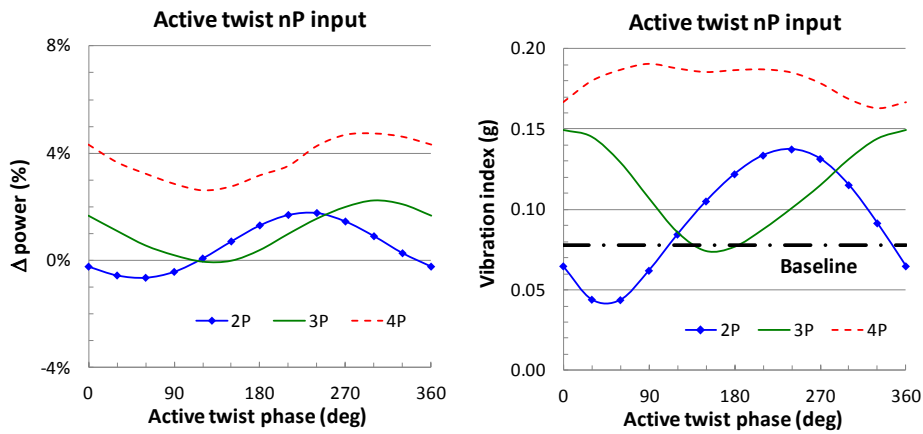 Active twist nP input
8%
4%
0%
-4%
Δ power (%)
2P 3P 4P
0 90 180 270 360
Active twist phase (deg)
Active twist nP input
0.20
0.15
0.10
0.05
0.00
Vibration index (g)
Baseline
2P 3P 4P
0 90 180 270 360
Active twist phase (deg)